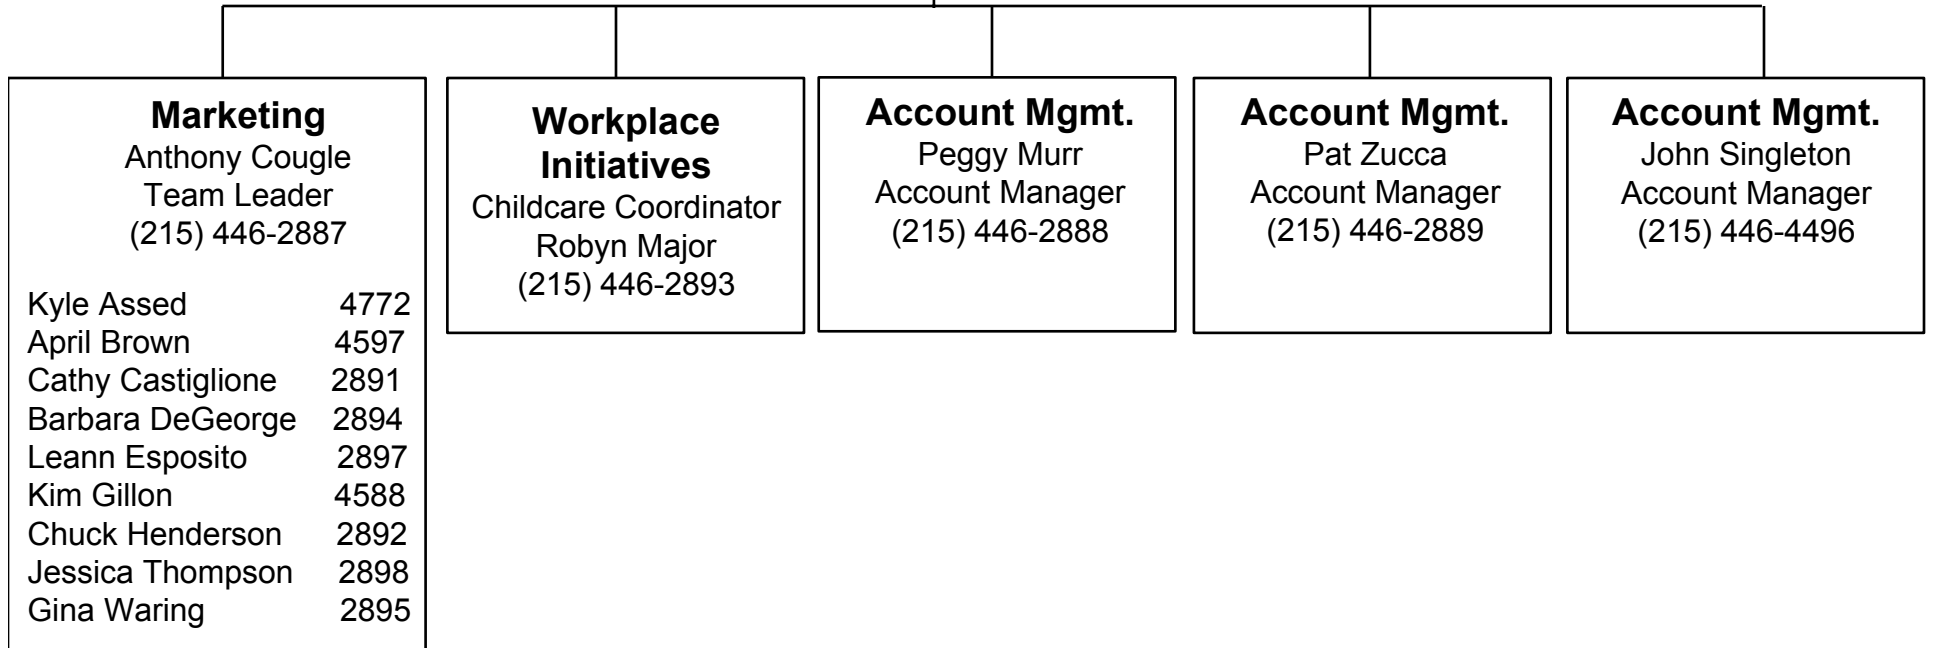 Marketing
Anthony Cougle
Team Leader
(215) 446-2887
Kyle Assed 4772
April Brown 4597
Cathy Castiglione 2891
Barbara DeGeorge 2894
Leann Esposito 2897
Kim Gillon 4588
Chuck Henderson 2892
Jessica Thompson 2898
Gina Waring 2895
Workplace
Initiatives
Childcare Coordinator
Robyn Major
(215) 446-2893
Account Mgmt.
Peggy Murr
Account Manager
(215) 446-2888
Account Mgmt.
Pat Zucca
Account Manager
(215) 446-2889
Account Mgmt.
John Singleton
Account Manager
(215) 446-4496